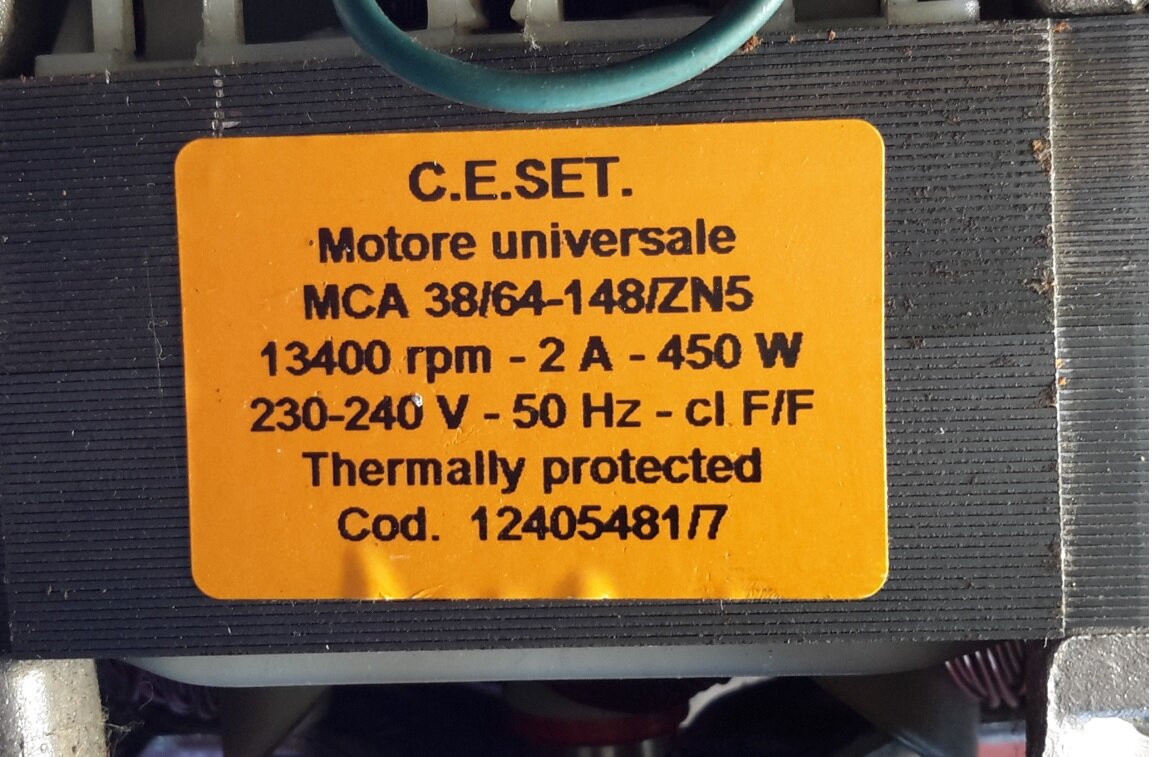 C.E.SET.
Motore universale
MCA 38/64-148/ZN5
13400 rpm - 2 A - 450 W
230-240 V - 50 Hz - cl F/F
Thermally protected
Cod. 12405481/7